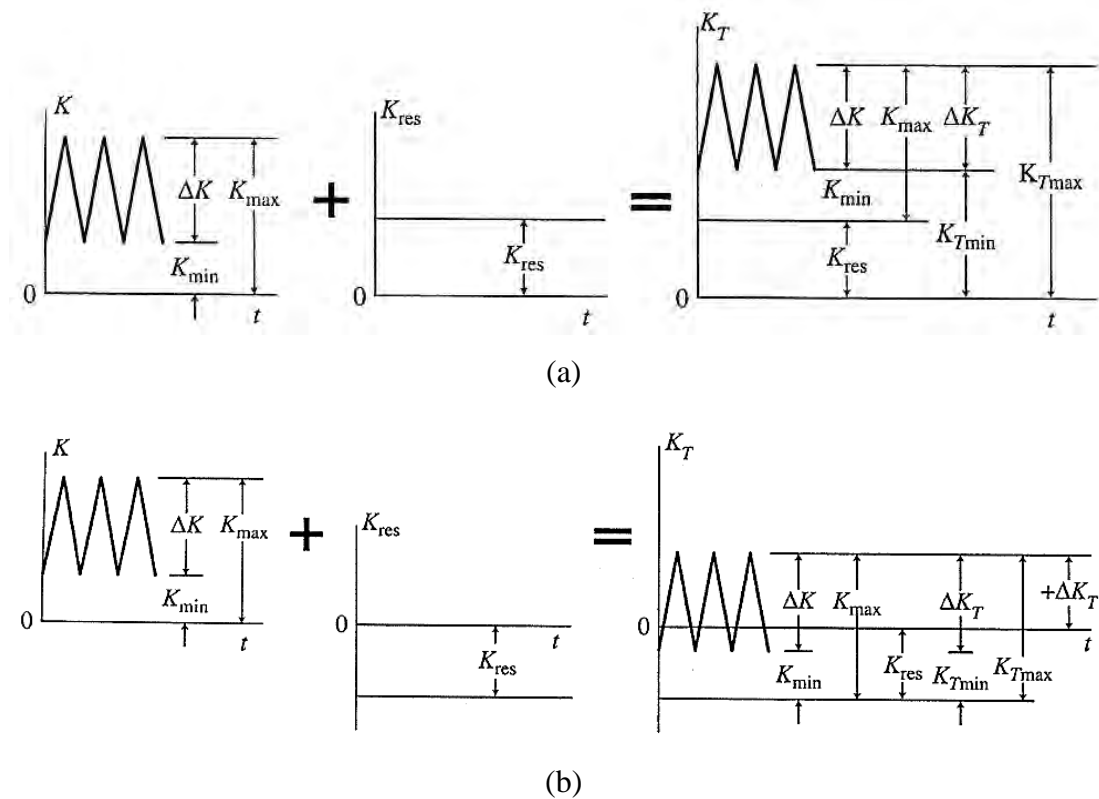 K
ΔK
K_max
K_min
0
t
+
K_res
K_res
0
t
=
K_T
ΔK
K_max
ΔK_T
K_Tmax
K_min
K_Tmin
K_res
0
t
(a)
K
ΔK
K_max
K_min
0
t
+
K_res
0
t
K_res
=
K_T
ΔK
K_max
ΔK_T
+ΔK_T
0
t
K_min
K_res
K_Tmin
K_Tmax
(b)